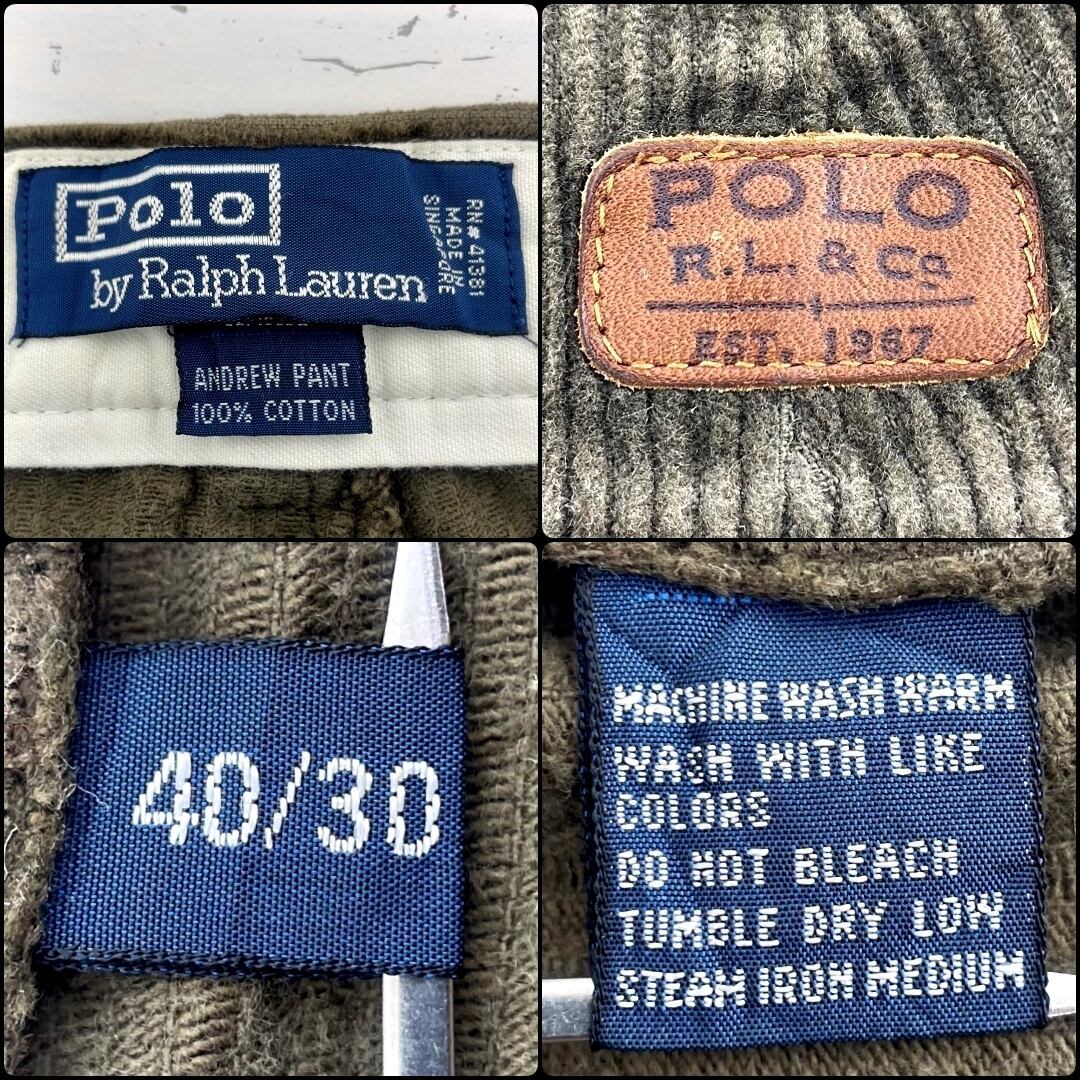 Polo
by Ralph Lauren
RN# 41381
MADE IN
SINGAPORE
ANDREW PANT
100% COTTON
POLO
R.L. & Co
EST. 1967
40/30
MACHINE WASH WARM
WASH WITH LIKE
COLORS
DO NOT BLEACH
TUMBLE DRY LOW
STEAM IRON MEDIUM